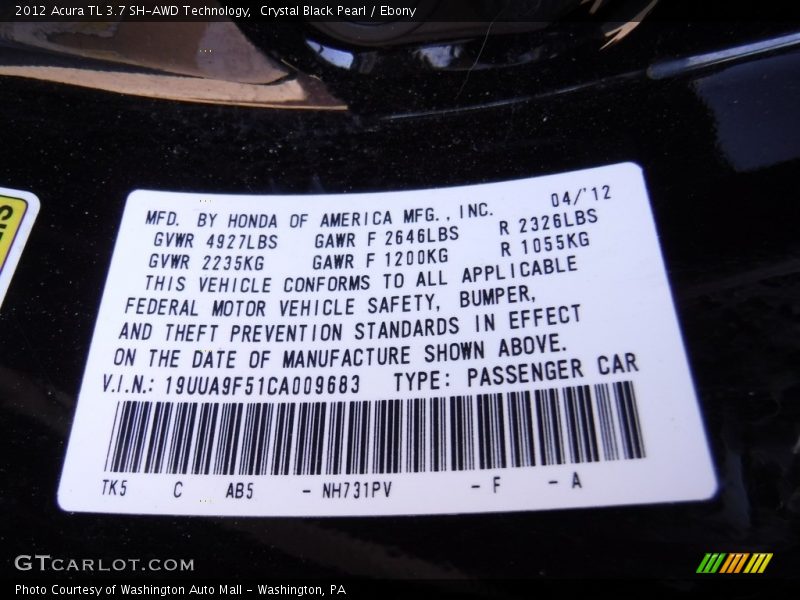 2012 Acura TL 3.7 SH-AWD Technology, Crystal Black Pearl / Ebony
MFD. BY HONDA OF AMERICA MFG., INC. 04/'12
GVWR 4927LBS GAWR F 2646LBS R 2326LBS
GVWR 2235KG GAWR F 1200KG R 1055KG
THIS VEHICLE CONFORMS TO ALL APPLICABLE
FEDERAL MOTOR VEHICLE SAFETY, BUMPER,
AND THEFT PREVENTION STANDARDS IN EFFECT
ON THE DATE OF MANUFACTURE SHOWN ABOVE.
V.I.N.: 19UUA9F51CA009683 TYPE: PASSENGER CAR
TK5 C AB5 - NH731PV - F - A
GTCARLOT.COM
Photo Courtesy of Washington Auto Mall - Washington, PA